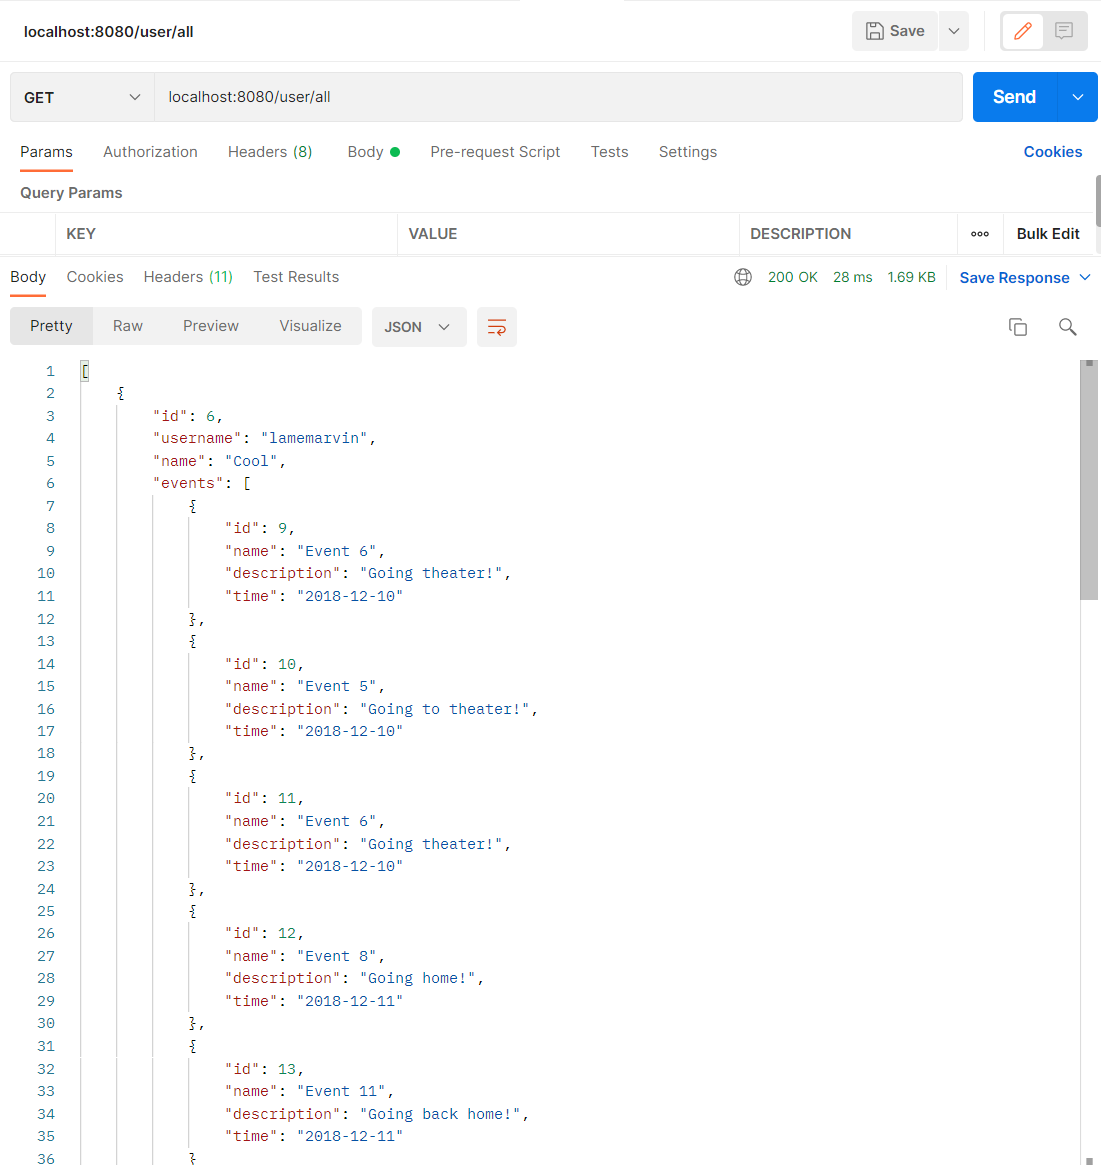 localhost:8080/user/all Save
GET localhost:8080/user/all Send
Params Authorization Headers (8) Body Pre-request Script Tests Settings Cookies
Query Params
KEY VALUE DESCRIPTION ooo Bulk Edit
Body Cookies Headers (11) Test Results 200 OK 28 ms 1.69 KB Save Response
Pretty Raw Preview Visualize JSON
1 [
2 {
3 "id": 6,
4 "username": "lamemarvin",
5 "name": "Cool",
6 "events": [
7 {
8 "id": 9,
9 "name": "Event 6",
10 "description": "Going theater!",
11 "time": "2018-12-10"
12 },
13 {
14 "id": 10,
15 "name": "Event 5",
16 "description": "Going to theater!",
17 "time": "2018-12-10"
18 },
19 {
20 "id": 11,
21 "name": "Event 6",
22 "description": "Going theater!",
23 "time": "2018-12-10"
24 },
25 {
26 "id": 12,
27 "name": "Event 8",
28 "description": "Going home!",
29 "time": "2018-12-11"
30 },
31 {
32 "id": 13,
33 "name": "Event 11",
34 "description": "Going back home!",
35 "time": "2018-12-11"
36 }